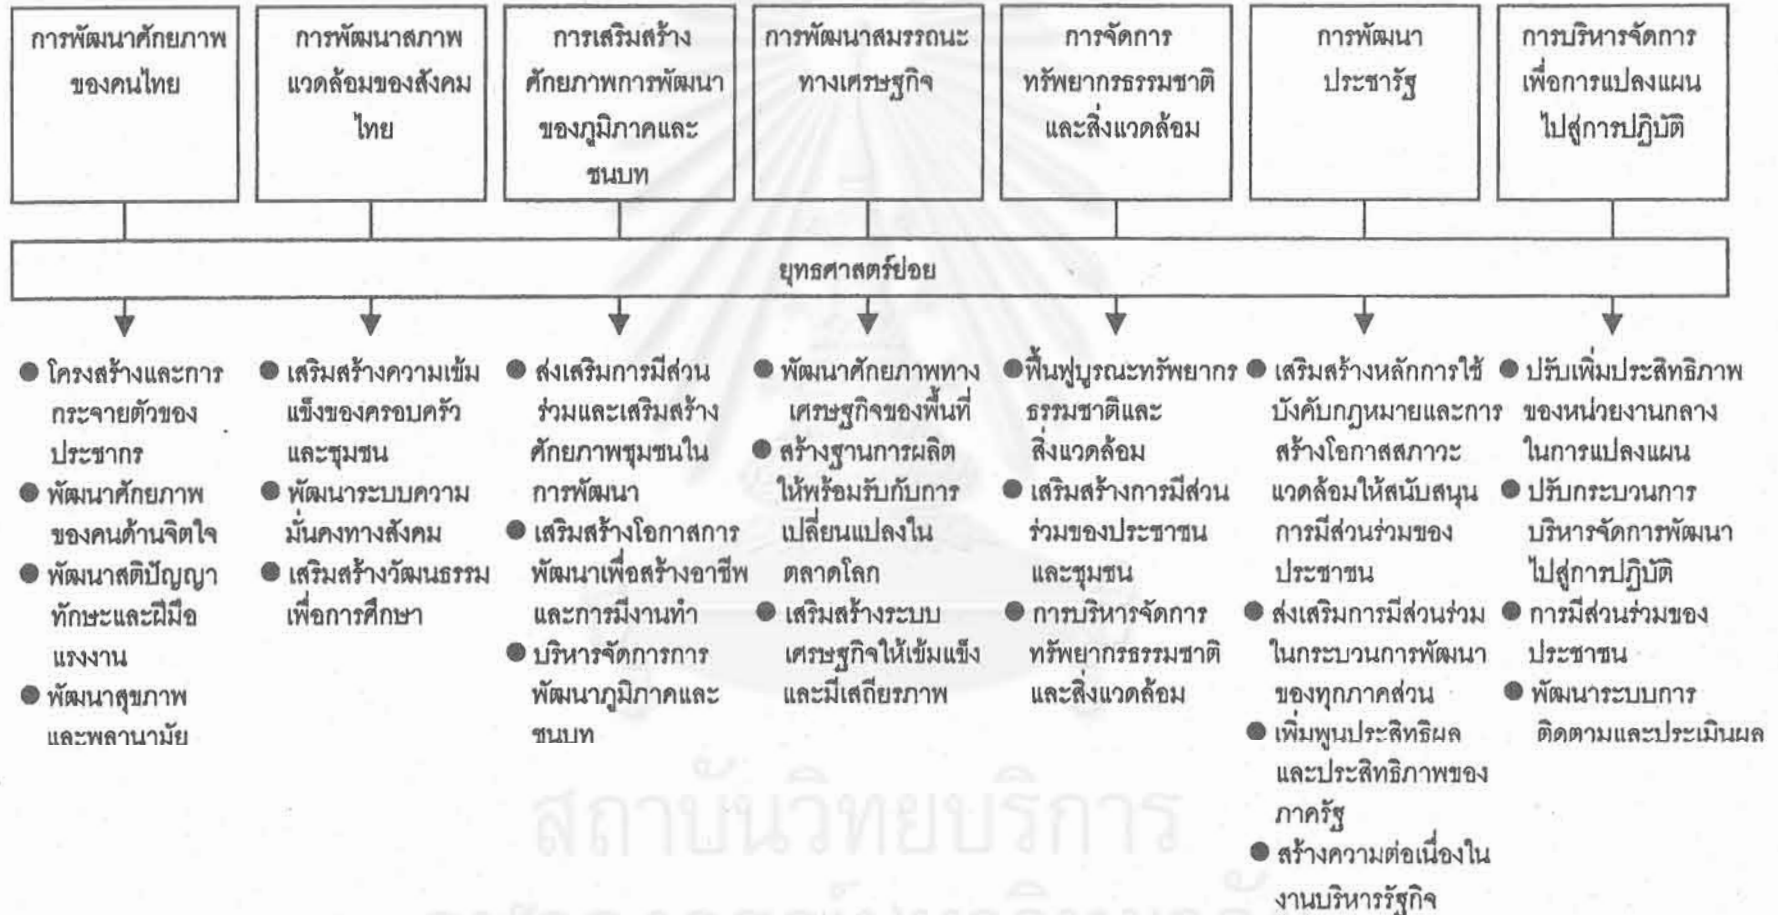 การพัฒนาศักยภาพ
ของคนไทย
การพัฒนาสภาพ
แวดล้อมของสังคม
ไทย
การเสริมสร้าง
ศักยภาพการพัฒนา
ของภูมิภาคและ
ชนบท
การพัฒนาสมรรถนะ
ทางเศรษฐกิจ
การจัดการ
ทรัพยากรธรรมชาติ
และสิ่งแวดล้อม
การพัฒนา
ประชารัฐ
การบริหารจัดการ
เพื่อการแปลงแผน
ไปสู่การปฏิบัติ
ยุทธศาสตร์ย่อย
● โครงสร้างและการ
กระจายตัวของ
ประชากร
● พัฒนาศักยภาพ
ของคนด้านจิตใจ
● พัฒนาสติปัญญา
ทักษะและฝีมือ
แรงงาน
● พัฒนาสุขภาพ
และพลานามัย
● เสริมสร้างความเข้ม
แข็งของครอบครัว
และชุมชน
● พัฒนาระบบความ
มั่นคงทางสังคม
● เสริมสร้างวัฒนธรรม
เพื่อการศึกษา
● ส่งเสริมการมีส่วน
ร่วมและเสริมสร้าง
ศักยภาพชุมชนใน
การพัฒนา
● เสริมสร้างโอกาสการ
พัฒนาเพื่อสร้างอาชีพ
และการมีงานทำ
● บริหารจัดการการ
พัฒนาภูมิภาคและ
ชนบท
● พัฒนาศักยภาพทาง
เศรษฐกิจของพื้นที่
● สร้างฐานการผลิต
ให้พร้อมรับกับการ
เปลี่ยนแปลงใน
ตลาดโลก
● เสริมสร้างระบบ
เศรษฐกิจให้เข้มแข็ง
และมีเสถียรภาพ
● ฟื้นฟูบูรณะทรัพยากร
ธรรมชาติและ
สิ่งแวดล้อม
● เสริมสร้างการมีส่วน
ร่วมของประชาชน
และชุมชน
● การบริหารจัดการ
ทรัพยากรธรรมชาติ
และสิ่งแวดล้อม
● เสริมสร้างหลักการใช้
บังคับกฎหมายและการ
สร้างโอกาสสภาวะ
แวดล้อมให้สนับสนุน
การมีส่วนร่วมของ
ประชาชน
● ส่งเสริมการมีส่วนร่วม
ในกระบวนการพัฒนา
ของทุกภาคส่วน
● เพิ่มพูนประสิทธิผล
และประสิทธิภาพของ
ภาครัฐ
● สร้างความต่อเนื่องใน
งานบริหารรัฐกิจ
● ปรับเพิ่มประสิทธิภาพ
ของหน่วยงานกลาง
ในการแปลงแผน
● ปรับกระบวนการ
บริหารจัดการพัฒนา
ไปสู่การปฏิบัติ
● การมีส่วนร่วมของ
ประชาชน
● พัฒนาระบบการ
ติดตามและประเมินผล
สถาบันวิทยบริการ